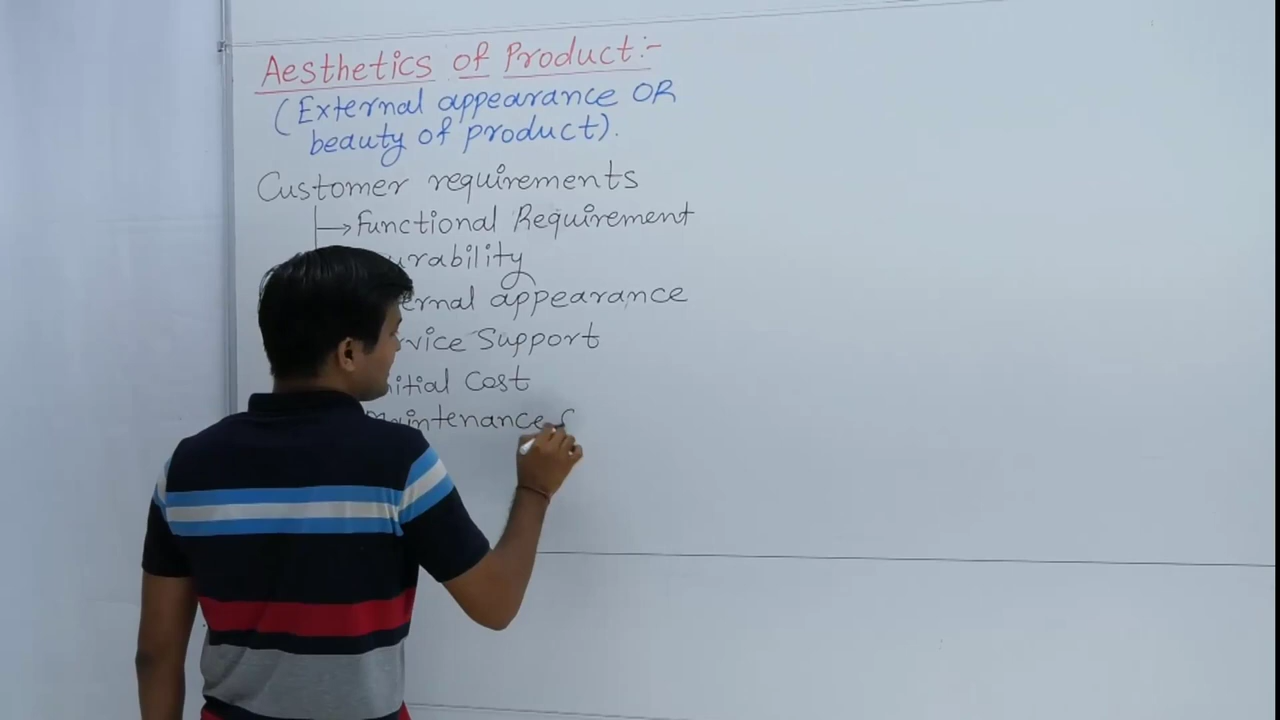 Aesthetics of Product:-
(External appearance OR
beauty of product).
Customer requirements
→Functional Requirement
urability
ernal appearance
vice Support
itial Cost
Maintenance C